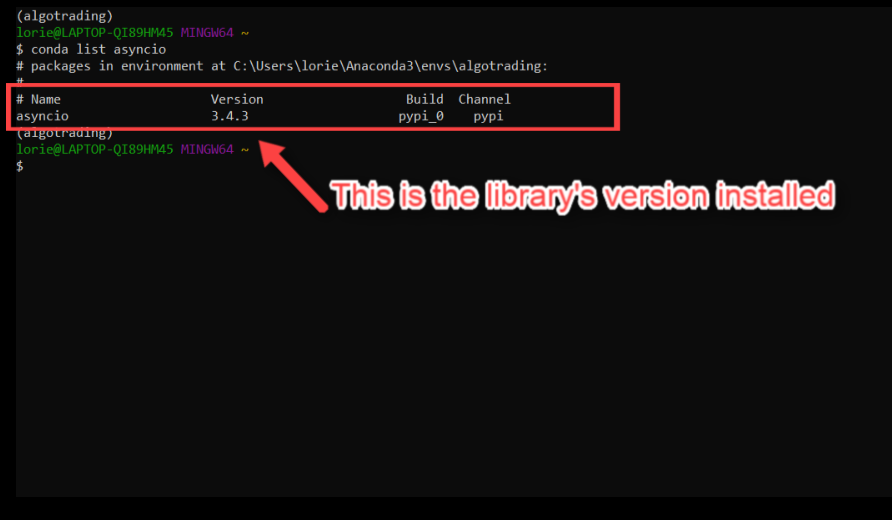 (algotrading)
lorie@LAPTOP-QI89HM45 MINGW64 ~
$ conda list asyncio
# packages in environment at C:\Users\lorie\Anaconda3\envs\algotrading:
#
# Name Version Build Channel
asyncio 3.4.3 pypi_0 pypi
(algotrading)
lorie@LAPTOP-QI89HM45 MINGW64 ~
$
This is the library's version installed